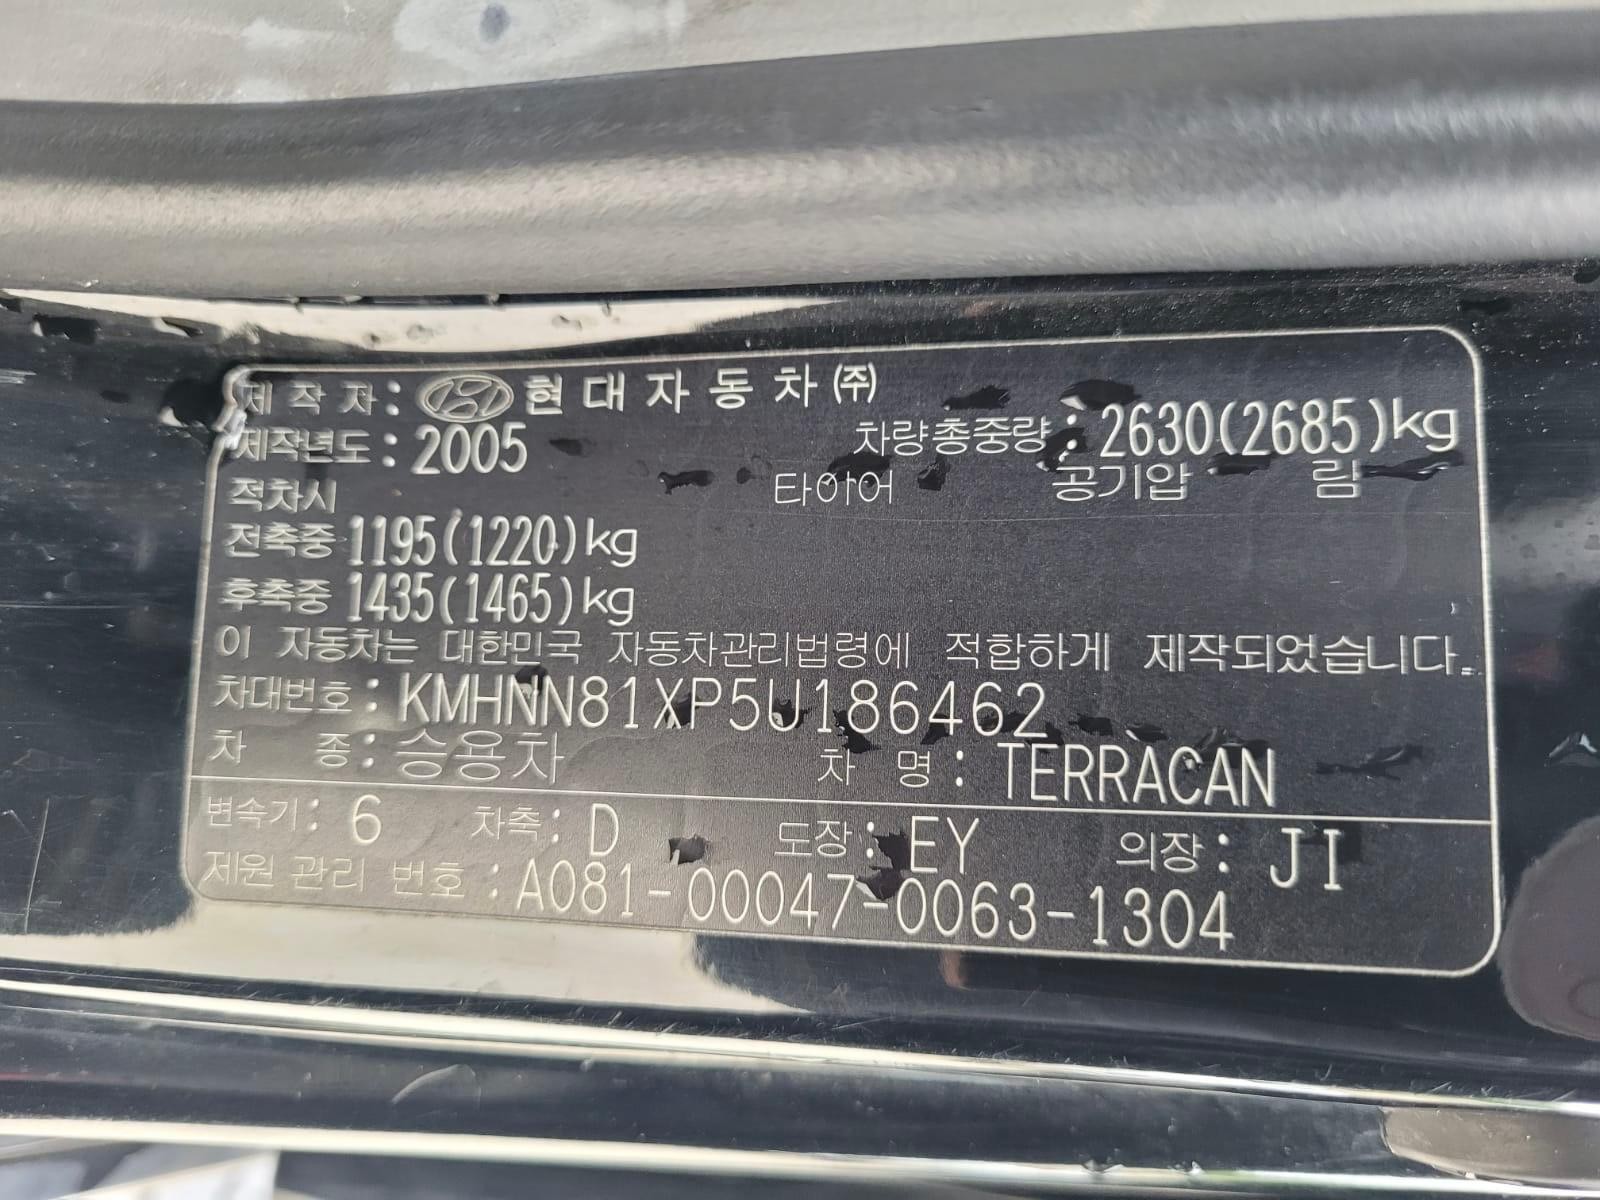 제 작 자 : 현 대 자 동 차 ㈜
제작년도 : 2005 차량총중량 : 2630(2685)kg
적차시 타이어 공기압 림
전축중 1195(1220)kg
후축중 1435(1465)kg
이 자동차는 대한민국 자동차관리법령에 적합하게 제작되었습니다.
차대번호 : KMHNN81XP5U186462
차 종 : 승용차 차 명 : TERRACAN
변속기 : 6 차축 : D 도장 : EY 의장 : JI
제원 관리 번호 : A081-00047-0063-1304